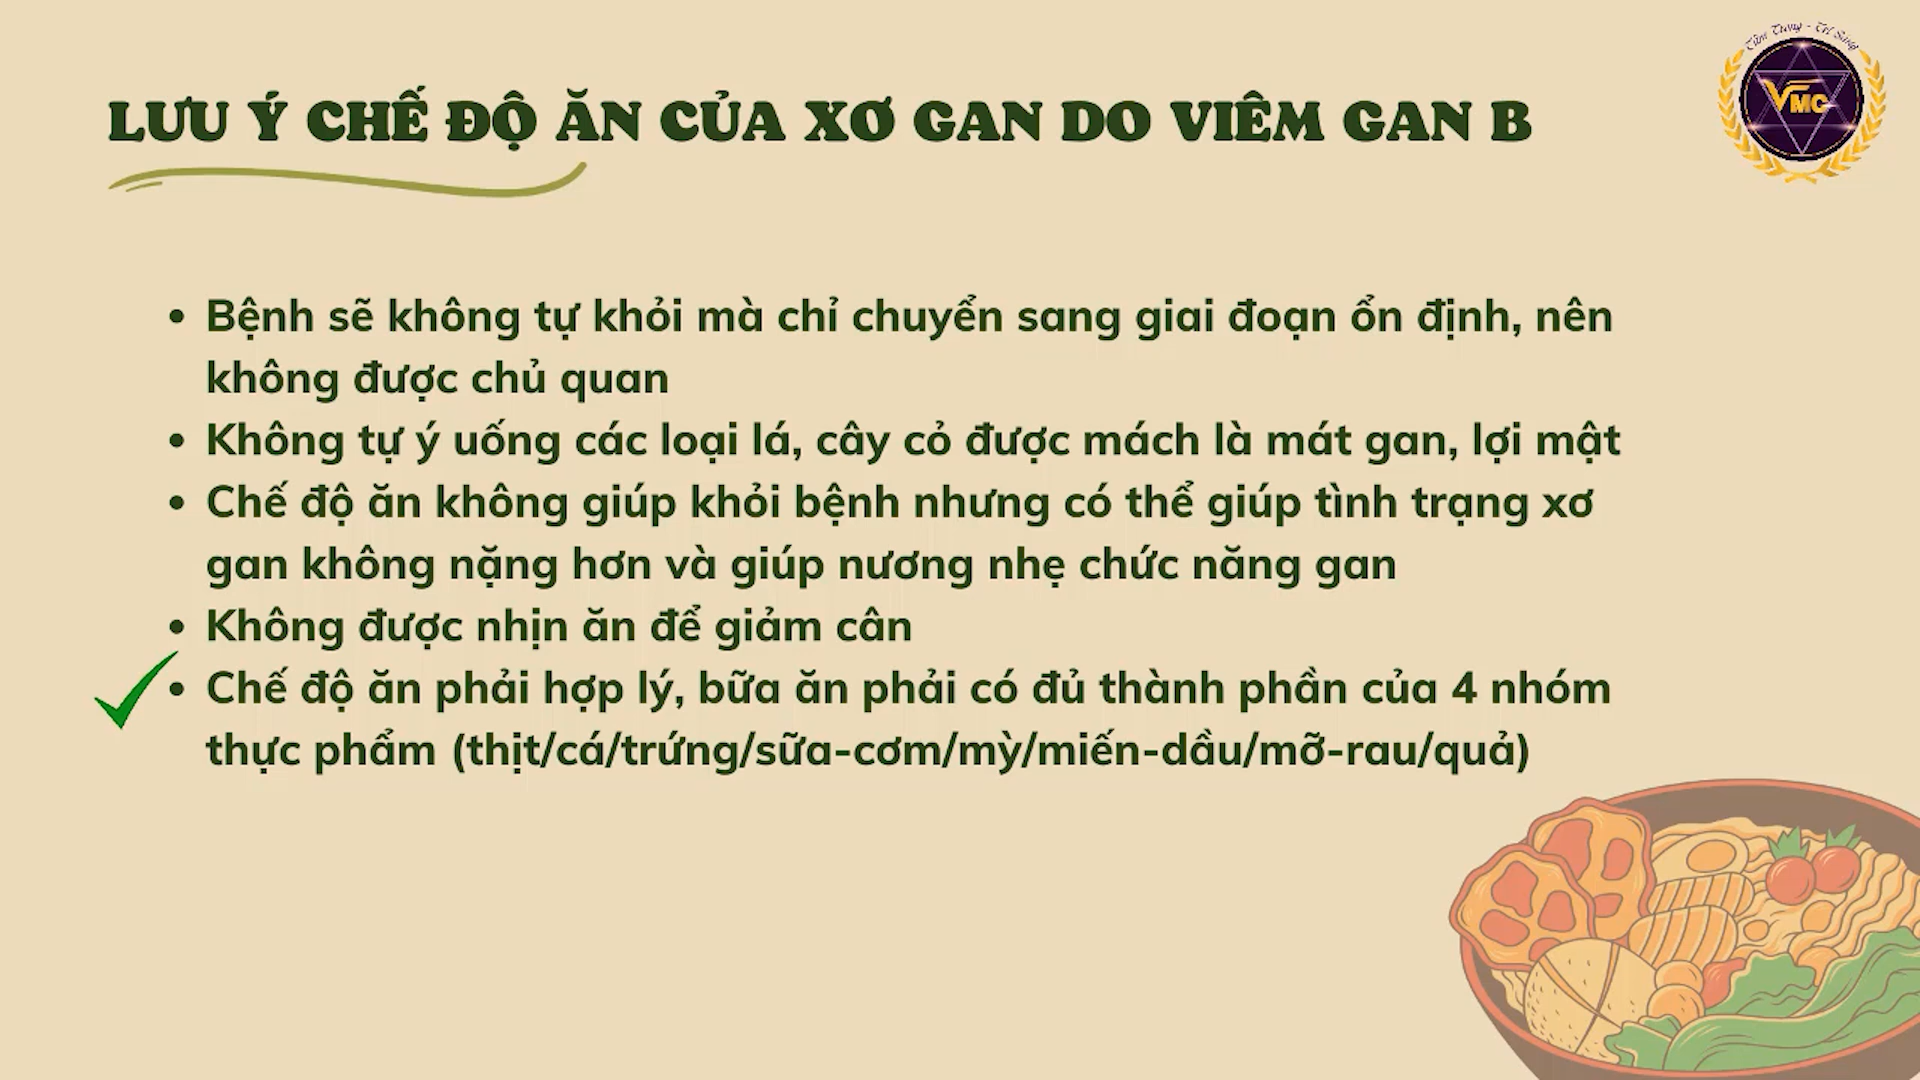 Tâm Trung - Trí Sáng
VMC
LƯU Ý CHẾ ĐỘ ĂN CỦA XƠ GAN DO VIÊM GAN B
• Bệnh sẽ không tự khỏi mà chỉ chuyển sang giai đoạn ổn định, nên
không được chủ quan
• Không tự ý uống các loại lá, cây cỏ được mách là mát gan, lợi mật
• Chế độ ăn không giúp khỏi bệnh nhưng có thể giúp tình trạng xơ
gan không nặng hơn và giúp nương nhẹ chức năng gan
• Không được nhịn ăn để giảm cân
• Chế độ ăn phải hợp lý, bữa ăn phải có đủ thành phần của 4 nhóm
thực phẩm (thịt/cá/trứng/sữa-cơm/mỳ/miến-dầu/mỡ-rau/quả)